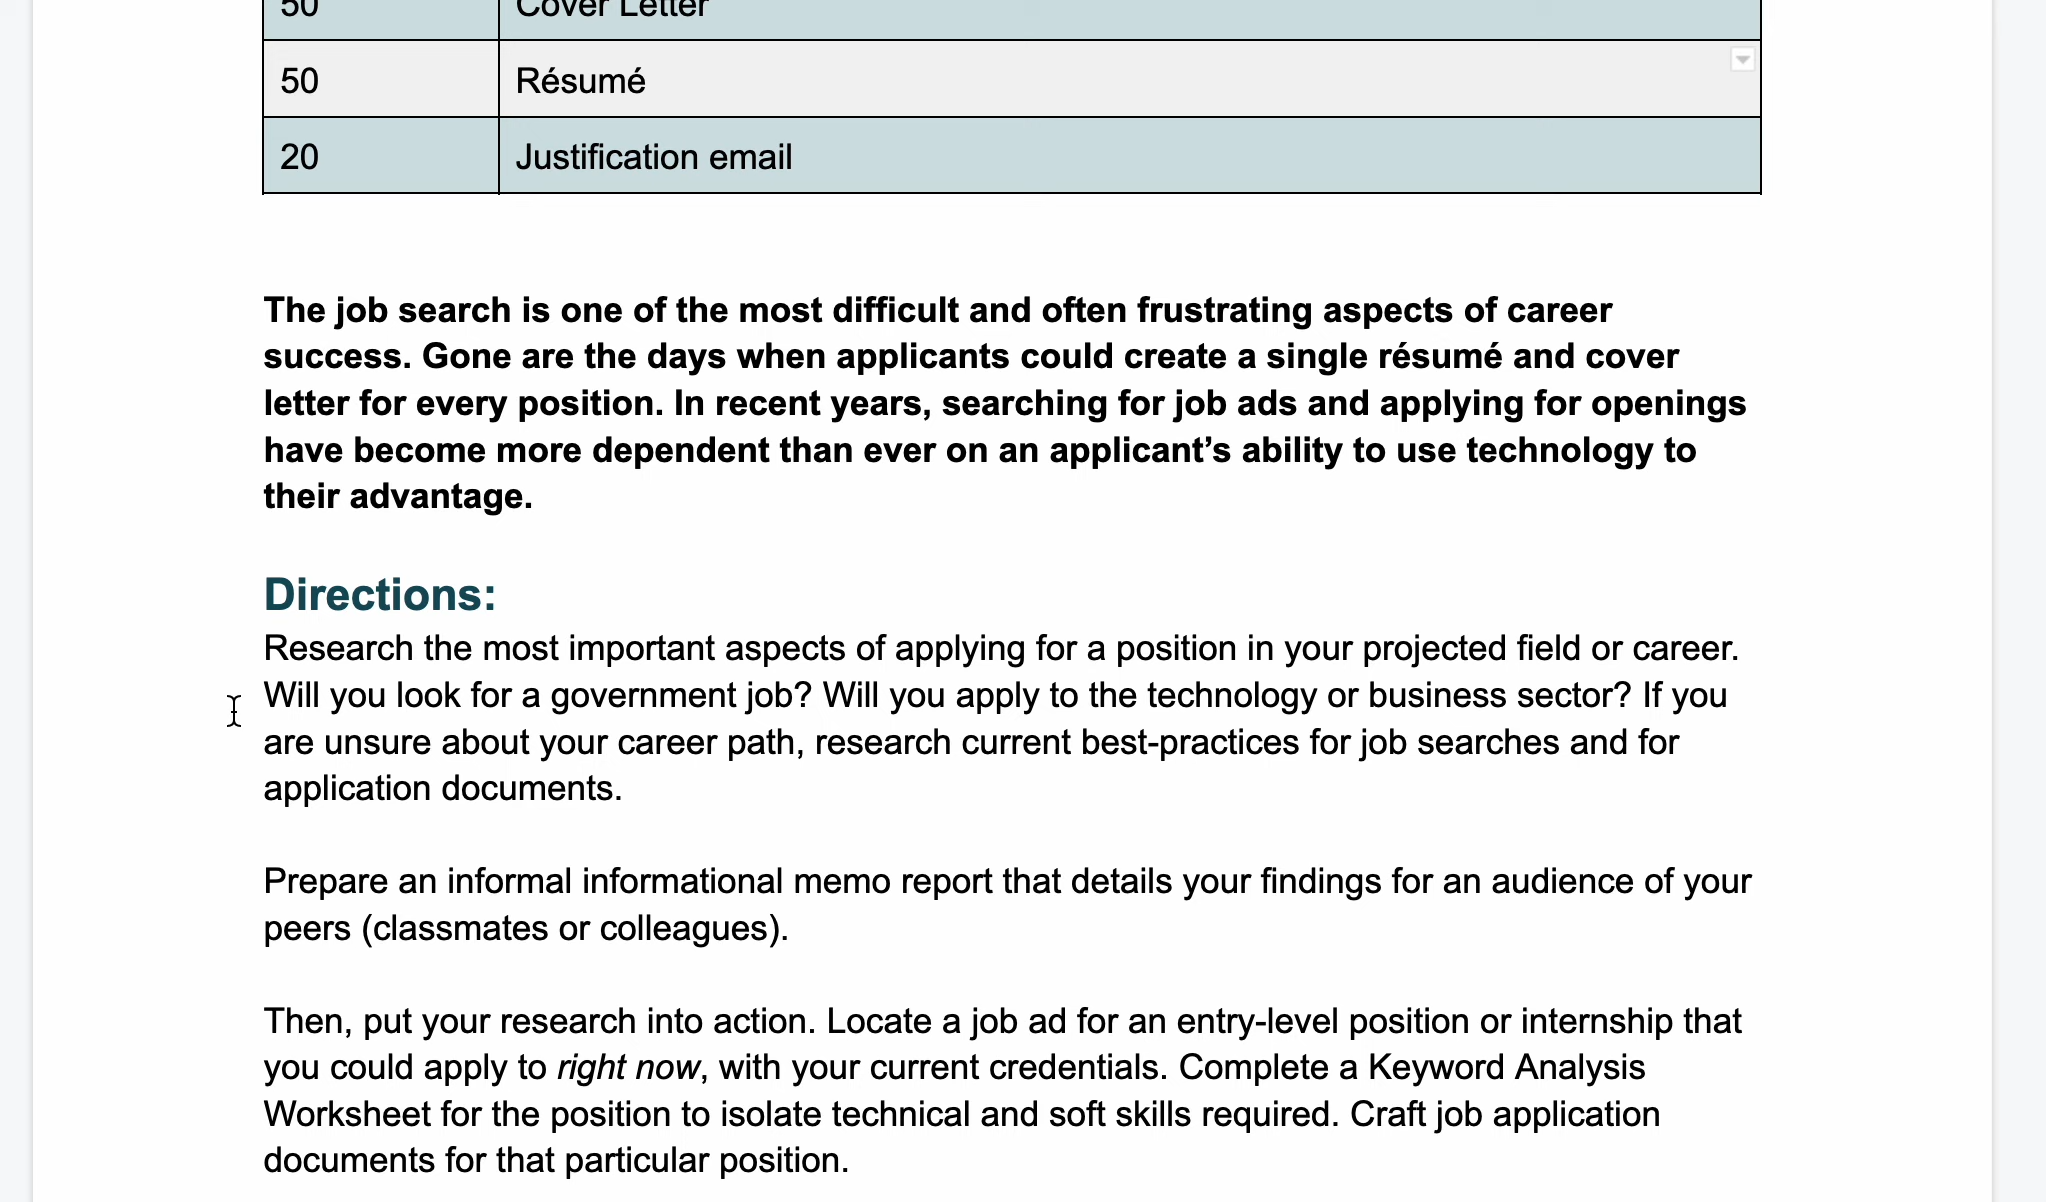 50 Cover Letter
50 Résumé
20 Justification email
The job search is one of the most difficult and often frustrating aspects of career
success. Gone are the days when applicants could create a single résumé and cover
letter for every position. In recent years, searching for job ads and applying for openings
have become more dependent than ever on an applicant’s ability to use technology to
their advantage.
Directions:
Research the most important aspects of applying for a position in your projected field or career.
Will you look for a government job? Will you apply to the technology or business sector? If you
are unsure about your career path, research current best-practices for job searches and for
application documents.
Prepare an informal informational memo report that details your findings for an audience of your
peers (classmates or colleagues).
Then, put your research into action. Locate a job ad for an entry-level position or internship that
you could apply to right now, with your current credentials. Complete a Keyword Analysis
Worksheet for the position to isolate technical and soft skills required. Craft job application
documents for that particular position.